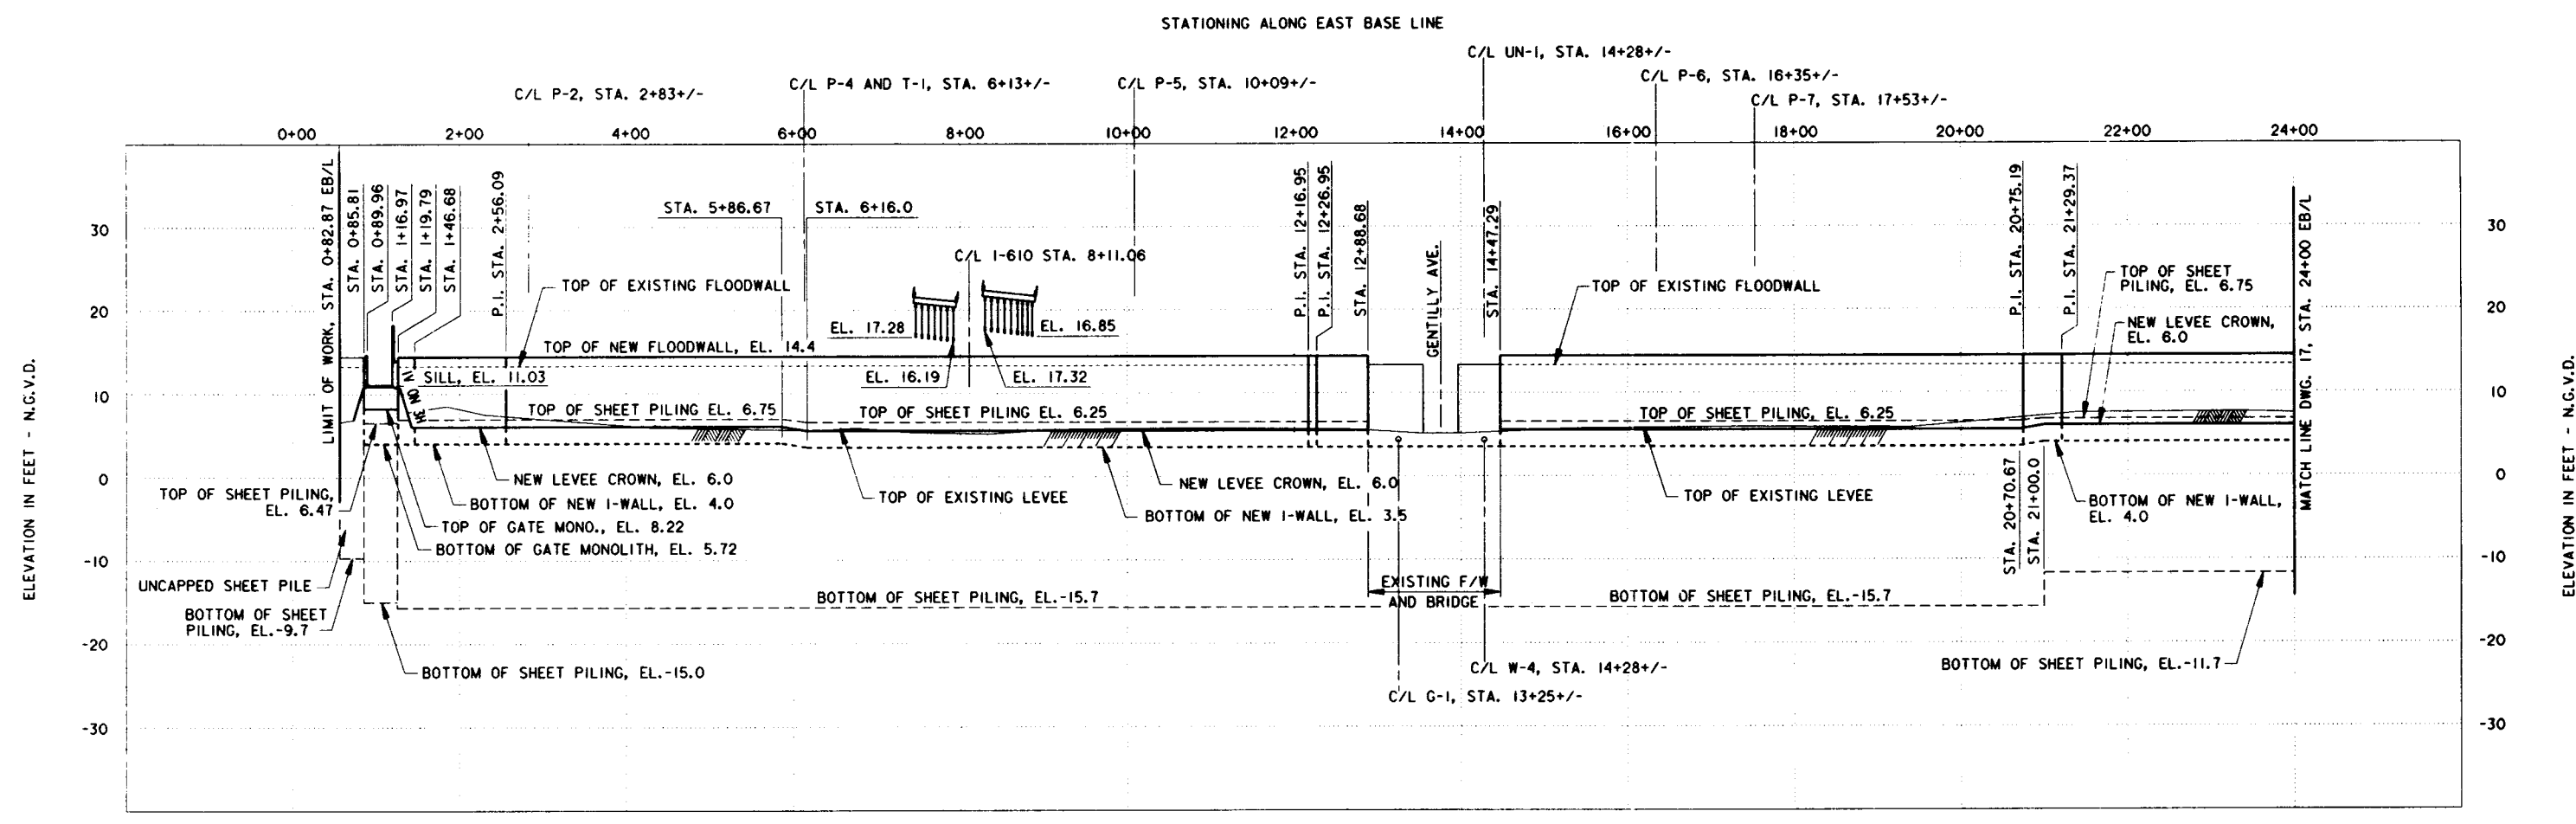 STATIONING ALONG EAST BASE LINE
C/L UN-1, STA. 14+28+/-
C/L P-6, STA. 16+35+/-
C/L P-2, STA. 2+83+/-
C/L P-4 AND T-1, STA. 6+13+/-
C/L P-5, STA. 10+09+/-
C/L P-7, STA. 17+53+/-
0+00 2+00 4+00 6+00 8+00 10+00 12+00 14+00 16+00 18+00 20+00 22+00 24+00
LIMIT OF WORK, STA. 0+82.87 EB/L
STA. 0+85.81
STA. 0+89.96
STA. 1+16.97
STA. 1+19.79
STA. 1+46.68
P.I. STA. 2+56.09
STA. 5+86.67
STA. 6+16.0
C/L I-610 STA. 8+11.06
P.I. STA. 12+16.95
P.I. STA. 12+26.95
STA. 12+88.68
GENTILLY AVE.
STA. 14+47.29
P.I. STA. 20+75.19
P.I. STA. 21+29.37
MATCH LINE DWG. 17, STA. 24+00 EB/L
30
20
10
0
-10
-20
-30
ELEVATION IN FEET - N.G.V.D.
TOP OF EXISTING FLOODWALL
TOP OF EXISTING FLOODWALL
TOP OF SHEET
PILING, EL. 6.75
NEW LEVEE CROWN,
EL. 6.0
EL. 17.28
EL. 16.85
TOP OF NEW FLOODWALL, EL. 14.4
SILL, EL. 11.03
EL. 16.19
EL. 17.32
TOP OF SHEET PILING EL. 6.75
TOP OF SHEET PILING EL. 6.25
TOP OF SHEET PILING, EL. 6.25
NEW LEVEE CROWN, EL. 6.0
TOP OF SHEET PILING,
EL. 6.47
BOTTOM OF NEW I-WALL, EL. 4.0
TOP OF GATE MONO., EL. 8.22
BOTTOM OF GATE MONOLITH, EL. 5.72
TOP OF EXISTING LEVEE
NEW LEVEE CROWN, EL. 6.0
BOTTOM OF NEW I-WALL, EL. 3.5
TOP OF EXISTING LEVEE
STA. 20+70.67
STA. 21+00.0
BOTTOM OF NEW I-WALL,
EL. 4.0
UNCAPPED SHEET PILE
BOTTOM OF SHEET
PILING, EL.-9.7
BOTTOM OF SHEET PILING, EL.-15.7
EXISTING F/W
AND BRIDGE
BOTTOM OF SHEET PILING, EL.-15.7
BOTTOM OF SHEET PILING, EL.-15.0
C/L W-4, STA. 14+28+/-
C/L G-1, STA. 13+25+/-
BOTTOM OF SHEET PILING, EL.-11.7
30
20
10
0
-10
-20
-30
ELEVATION IN FEET - N.G.V.D.